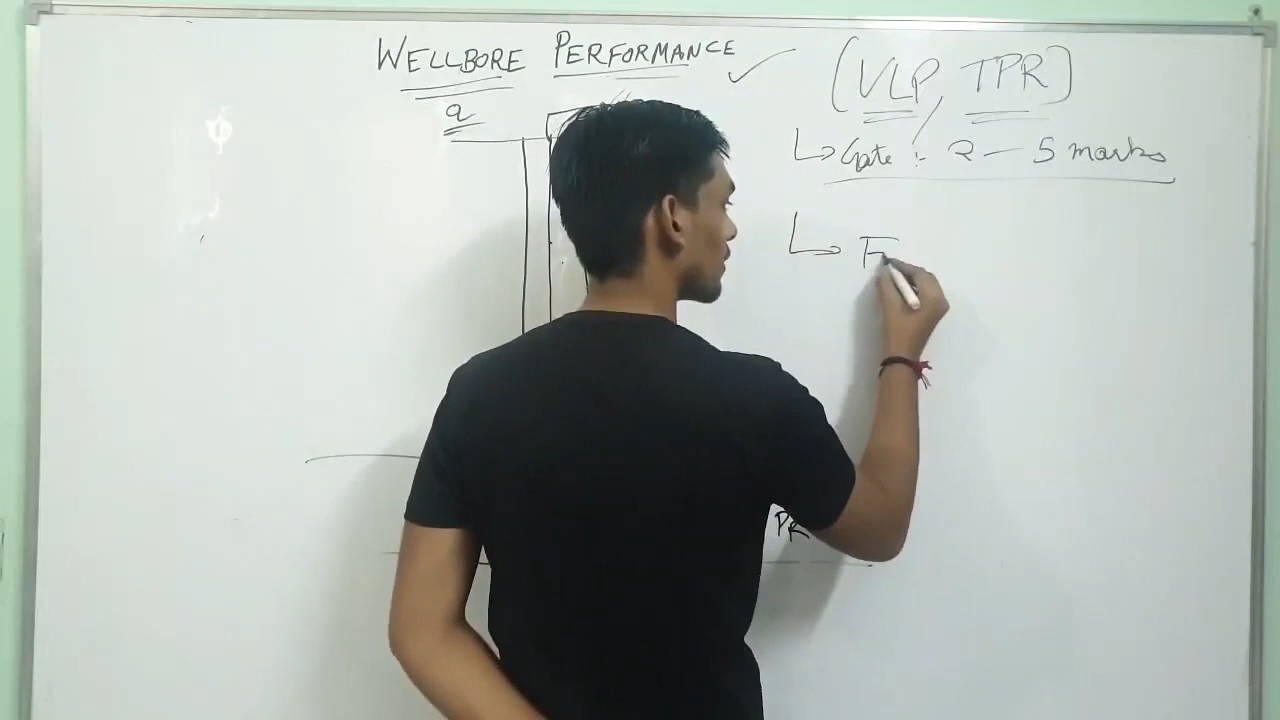 WELLBORE PERFORMANCE ✓ (VLP, TPR)
q
↳ Gate :- 2 — 5 marks
↳ F
PR